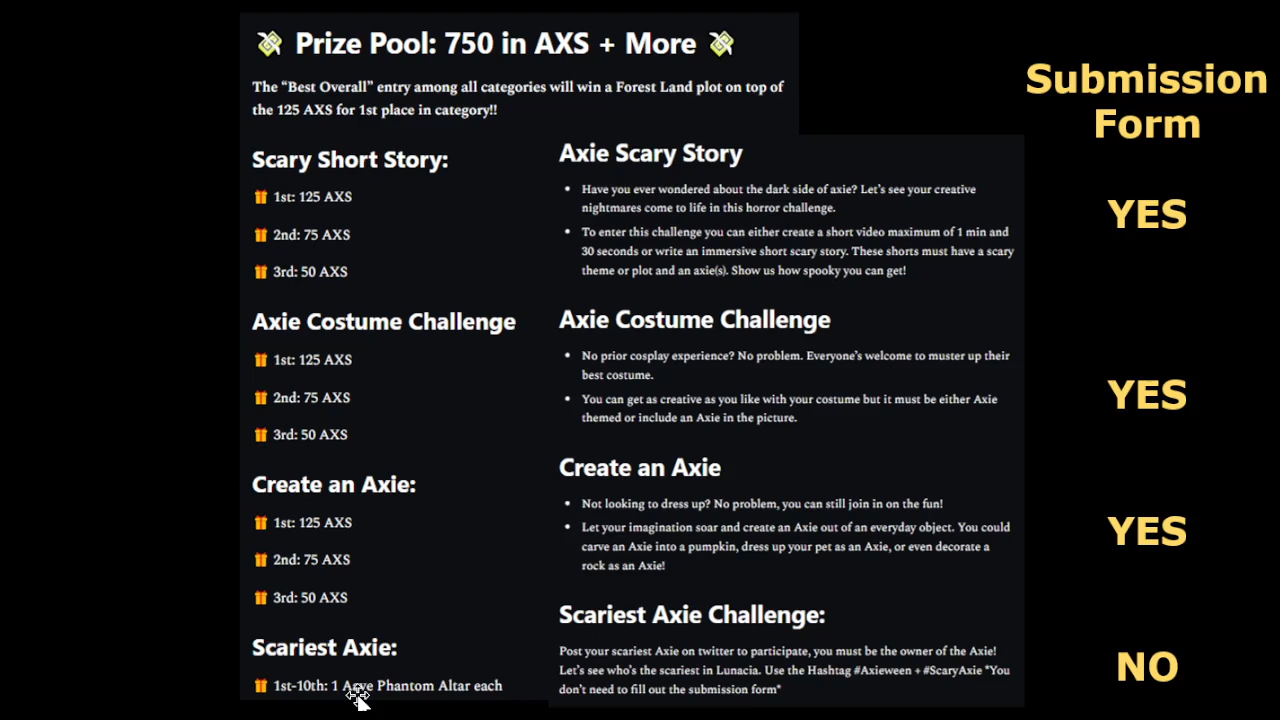 Prize Pool: 750 in AXS + More
The “Best Overall” entry among all categories will win a Forest Land plot on top of
the 125 AXS for 1st place in category!!
Scary Short Story:
1st: 125 AXS
2nd: 75 AXS
3rd: 50 AXS
Axie Costume Challenge
1st: 125 AXS
2nd: 75 AXS
3rd: 50 AXS
Create an Axie:
1st: 125 AXS
2nd: 75 AXS
3rd: 50 AXS
Scariest Axie:
1st-10th: 1 Phantom Altar each
Axie Scary Story
• Have you ever wondered about the dark side of axie? Let’s see your creative
nightmares come to life in this horror challenge.
• To enter this challenge you can either create a short video maximum of 1 min and
30 seconds or write an immersive short scary story. These shorts must have a scary
theme or plot and an axie(s). Show us how spooky you can get!
Axie Costume Challenge
• No prior cosplay experience? No problem. Everyone’s welcome to muster up their
best costume.
• You can get as creative as you like with your costume but it must be either Axie
themed or include an Axie in the picture.
Create an Axie
• Not looking to dress up? No problem, you can still join in on the fun!
• Let your imagination soar and create an Axie out of an everyday object. You could
carve an Axie into a pumpkin, dress up your pet as an Axie, or even decorate a
rock as an Axie!
Scariest Axie Challenge:
Post your scariest Axie on twitter to participate, you must be the owner of the Axie!
Let’s see who’s the scariest in Lunacia. Use the Hashtag #Axieween + #ScaryAxie *You
don’t need to fill out the submission form*
Submission
Form
YES
YES
YES
NO